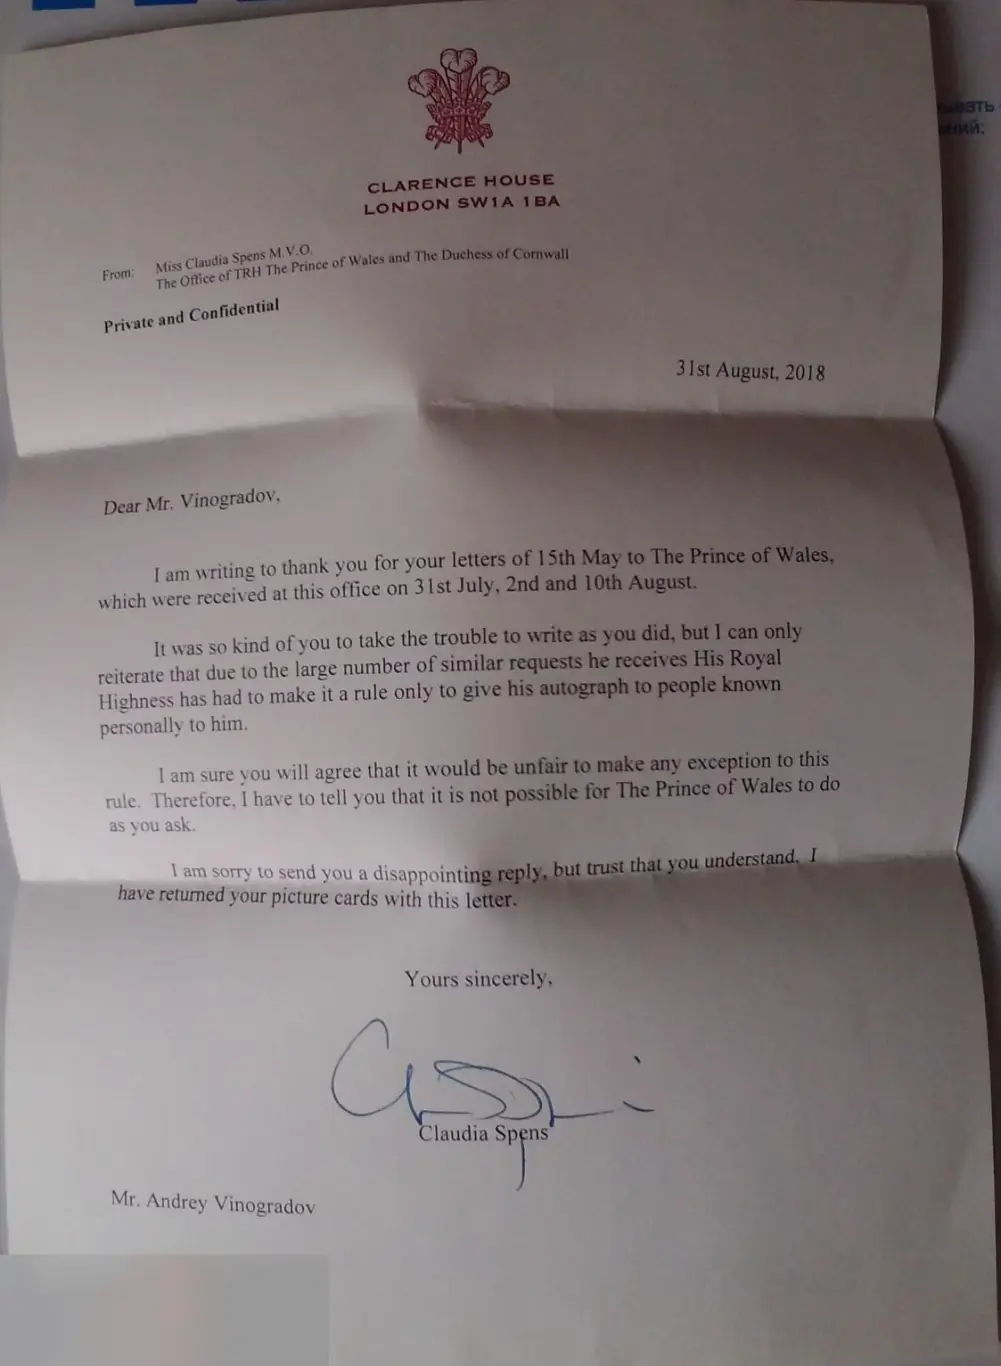 CLARENCE HOUSE
LONDON SW1A 1BA
From: Miss Claudia Spens M.V.O.
The Office of TRH The Prince of Wales and The Duchess of Cornwall
Private and Confidential
31st August, 2018
Dear Mr. Vinogradov,
I am writing to thank you for your letters of 15th May to The Prince of Wales,
which were received at this office on 31st July, 2nd and 10th August.
It was so kind of you to take the trouble to write as you did, but I can only
reiterate that due to the large number of similar requests he receives His Royal
Highness has had to make it a rule only to give his autograph to people known
personally to him.
I am sure you will agree that it would be unfair to make any exception to this
rule. Therefore, I have to tell you that it is not possible for The Prince of Wales to do
as you ask.
I am sorry to send you a disappointing reply, but trust that you understand. I
have returned your picture cards with this letter.
Yours sincerely,
Claudia Spens
Mr. Andrey Vinogradov